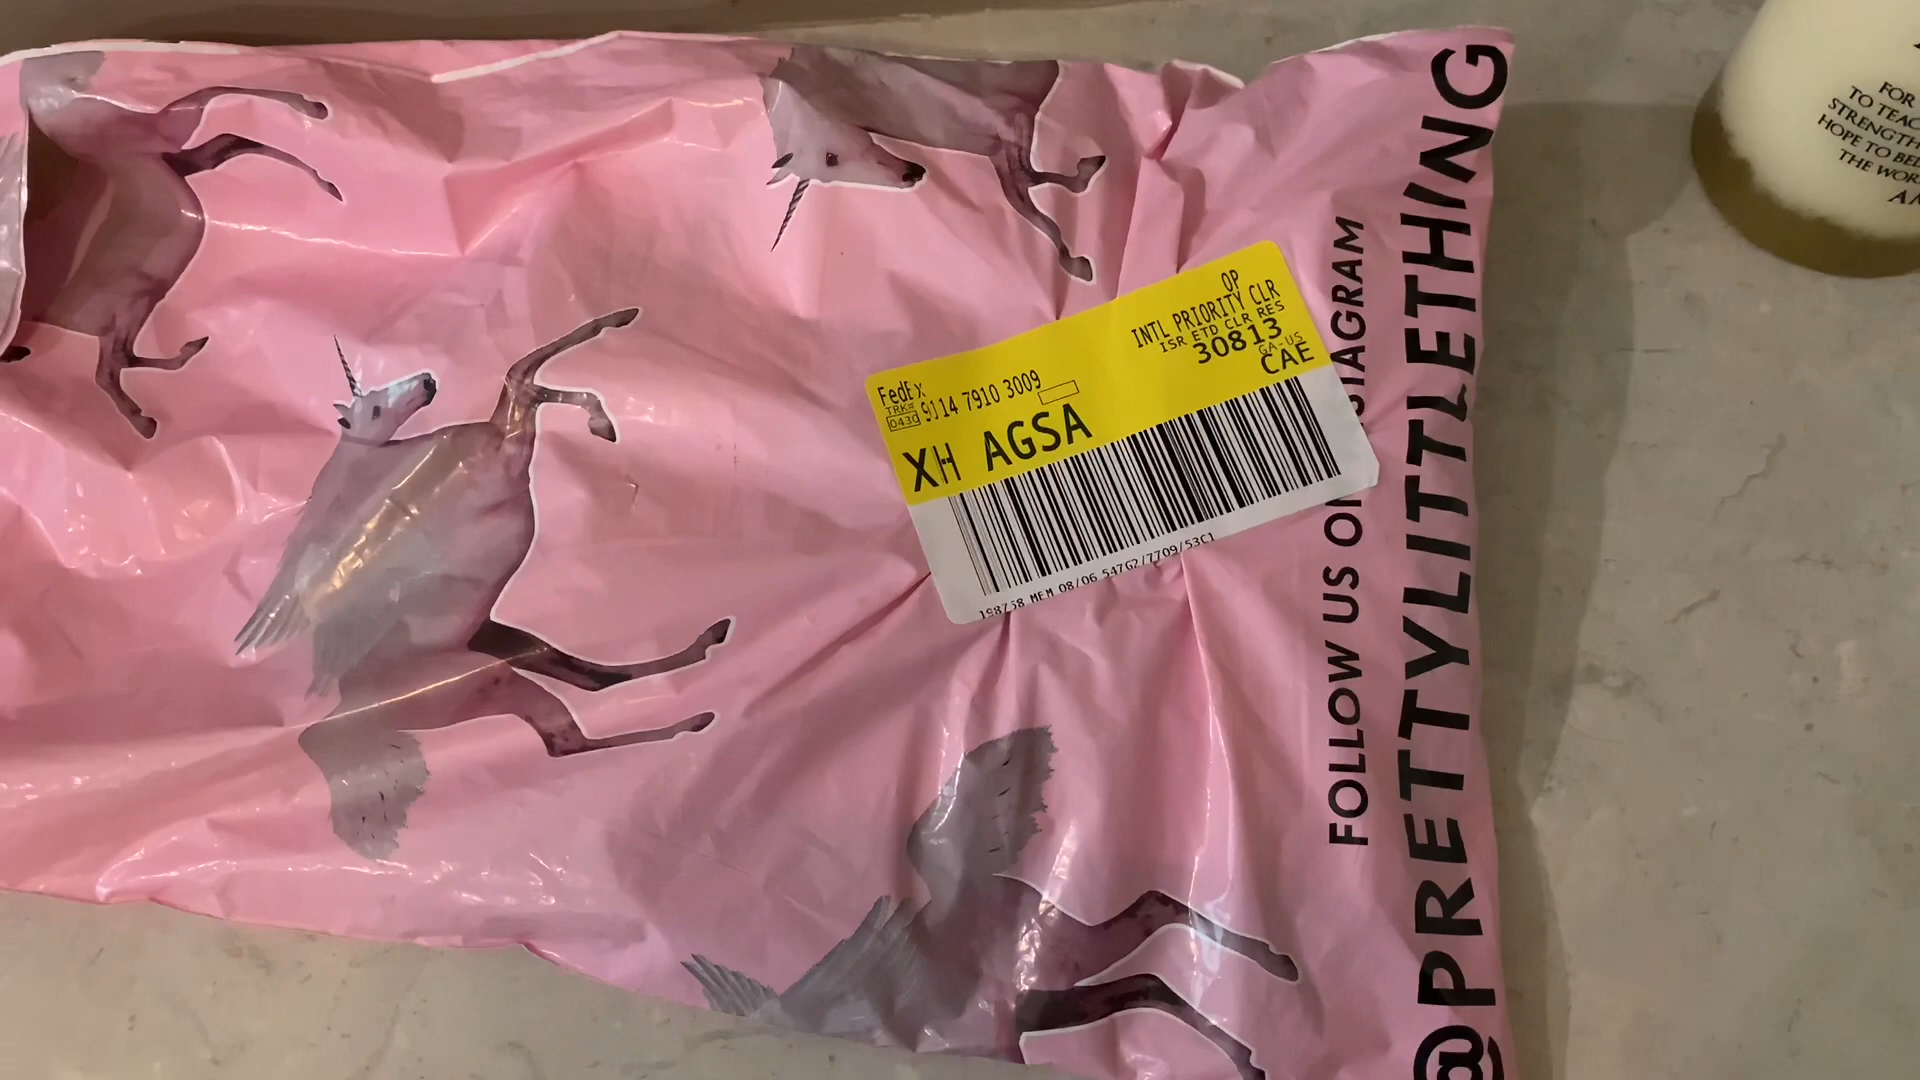 OP
INTL PRIORITY CLR
ISR ETD CLR RES
30813
GA-US
CAE
FedEx
TRK#
0430
9114 7910 3009
XH AGSA
198758 MEM 08/06 547G2/7709/53C1
FOLLOW US ON INSTAGRAM
@PRETTYLITTLETHING
FOR
TO TEAC
STRENGTH
HOPE TO
THE WOR